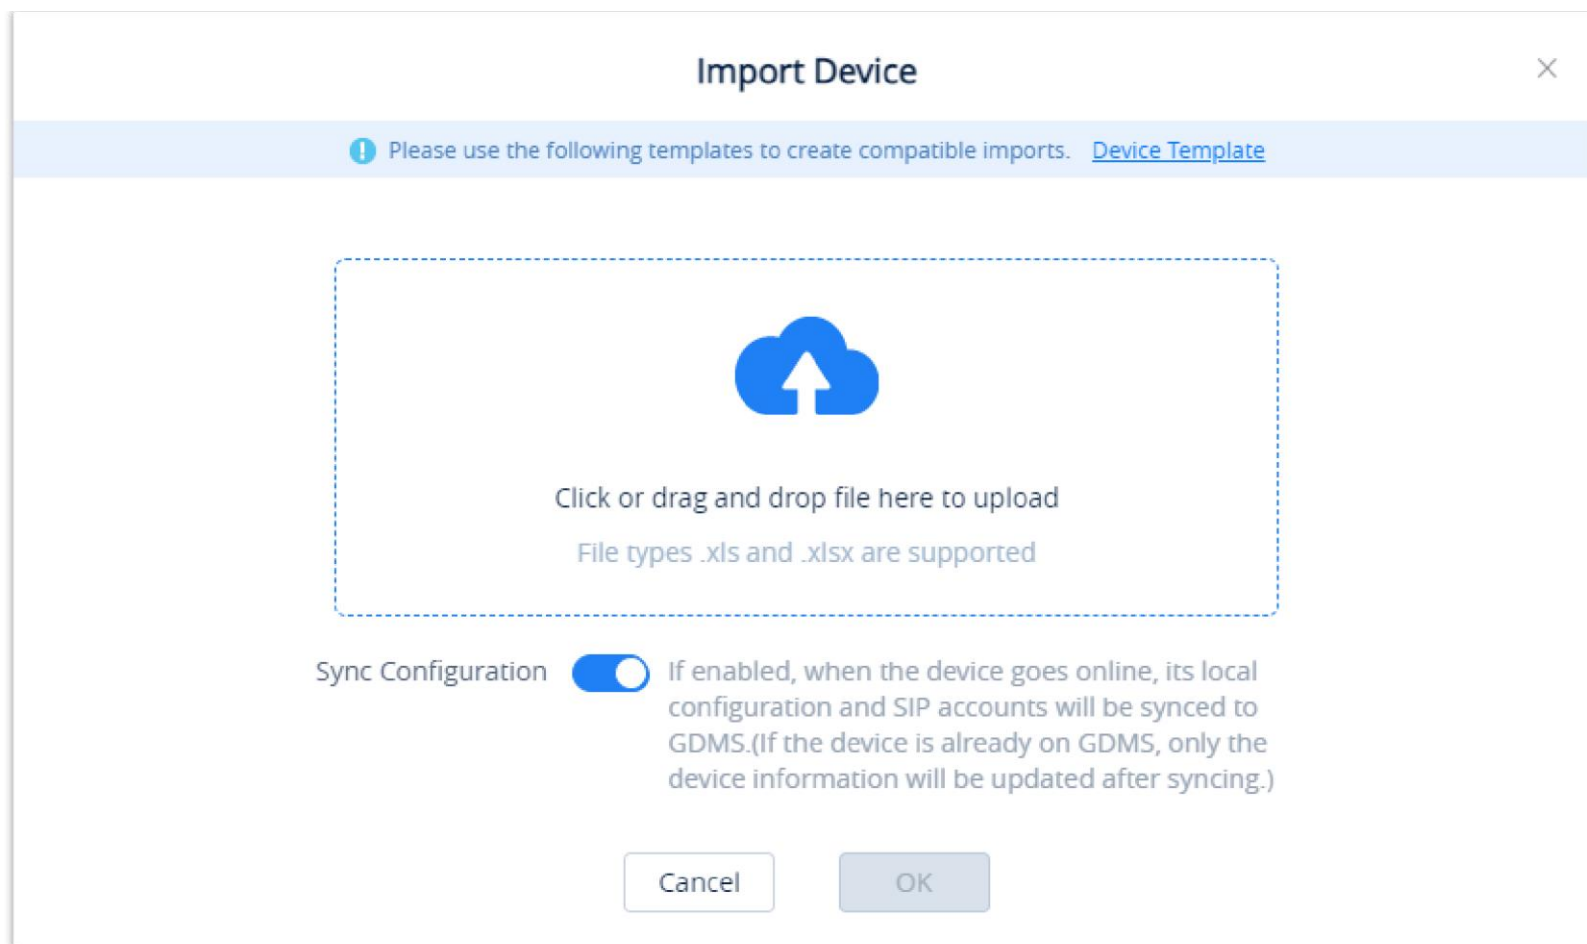 Import Device
Please use the following templates to create compatible imports. Device Template
Click or drag and drop file here to upload
File types .xls and .xlsx are supported
Sync Configuration
If enabled, when the device goes online, its local
configuration and SIP accounts will be synced to
GDMS.(If the device is already on GDMS, only the
device information will be updated after syncing.)
Cancel
OK